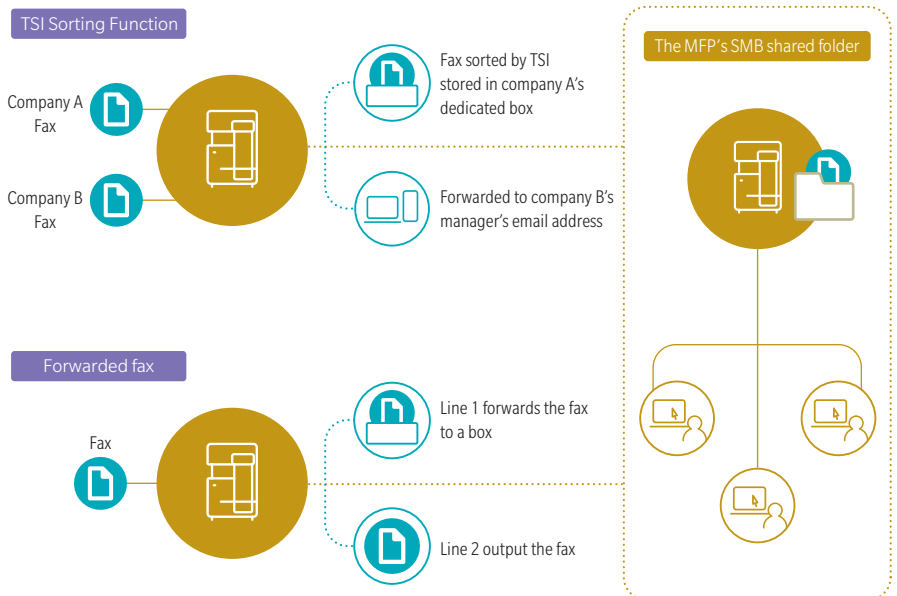 TSI Sorting Function
Company A
Fax
Company B
Fax
Fax sorted by TSI
stored in company A's
dedicated box
Forwarded to company B's
manager's email address
The MFP's SMB shared folder
Forwarded fax
Fax
Line 1 forwards the fax
to a box
Line 2 output the fax